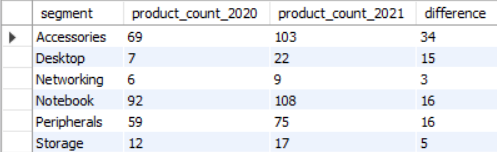 segment product_count_2020 product_count_2021 difference
Accessories 69 103 34
Desktop 7 22 15
Networking 6 9 3
Notebook 92 108 16
Peripherals 59 75 16
Storage 12 17 5